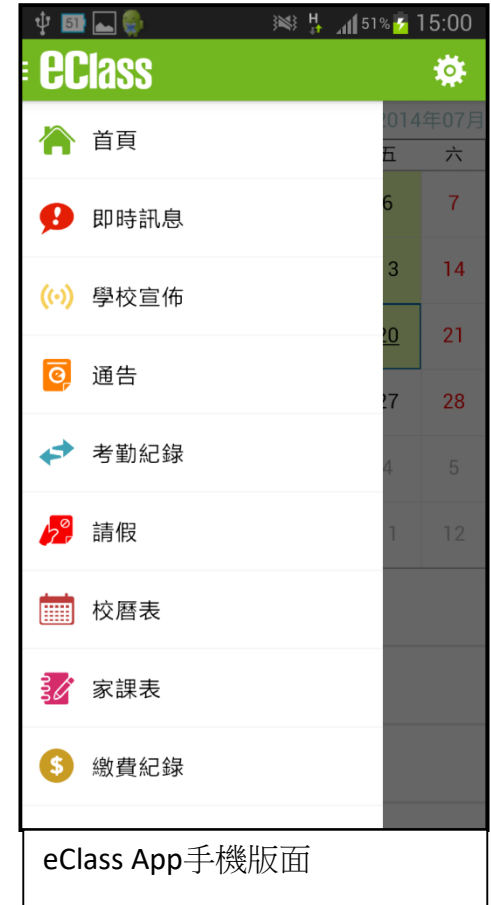 51 H 51% 15:00
eClass
2014年07月
五 六
6 7
13 14
20 21
27 28
4 5
11 12
首頁
即時訊息
學校宣佈
通告
考勤紀錄
請假
校曆表
家課表
繳費紀錄
eClass App手機版面